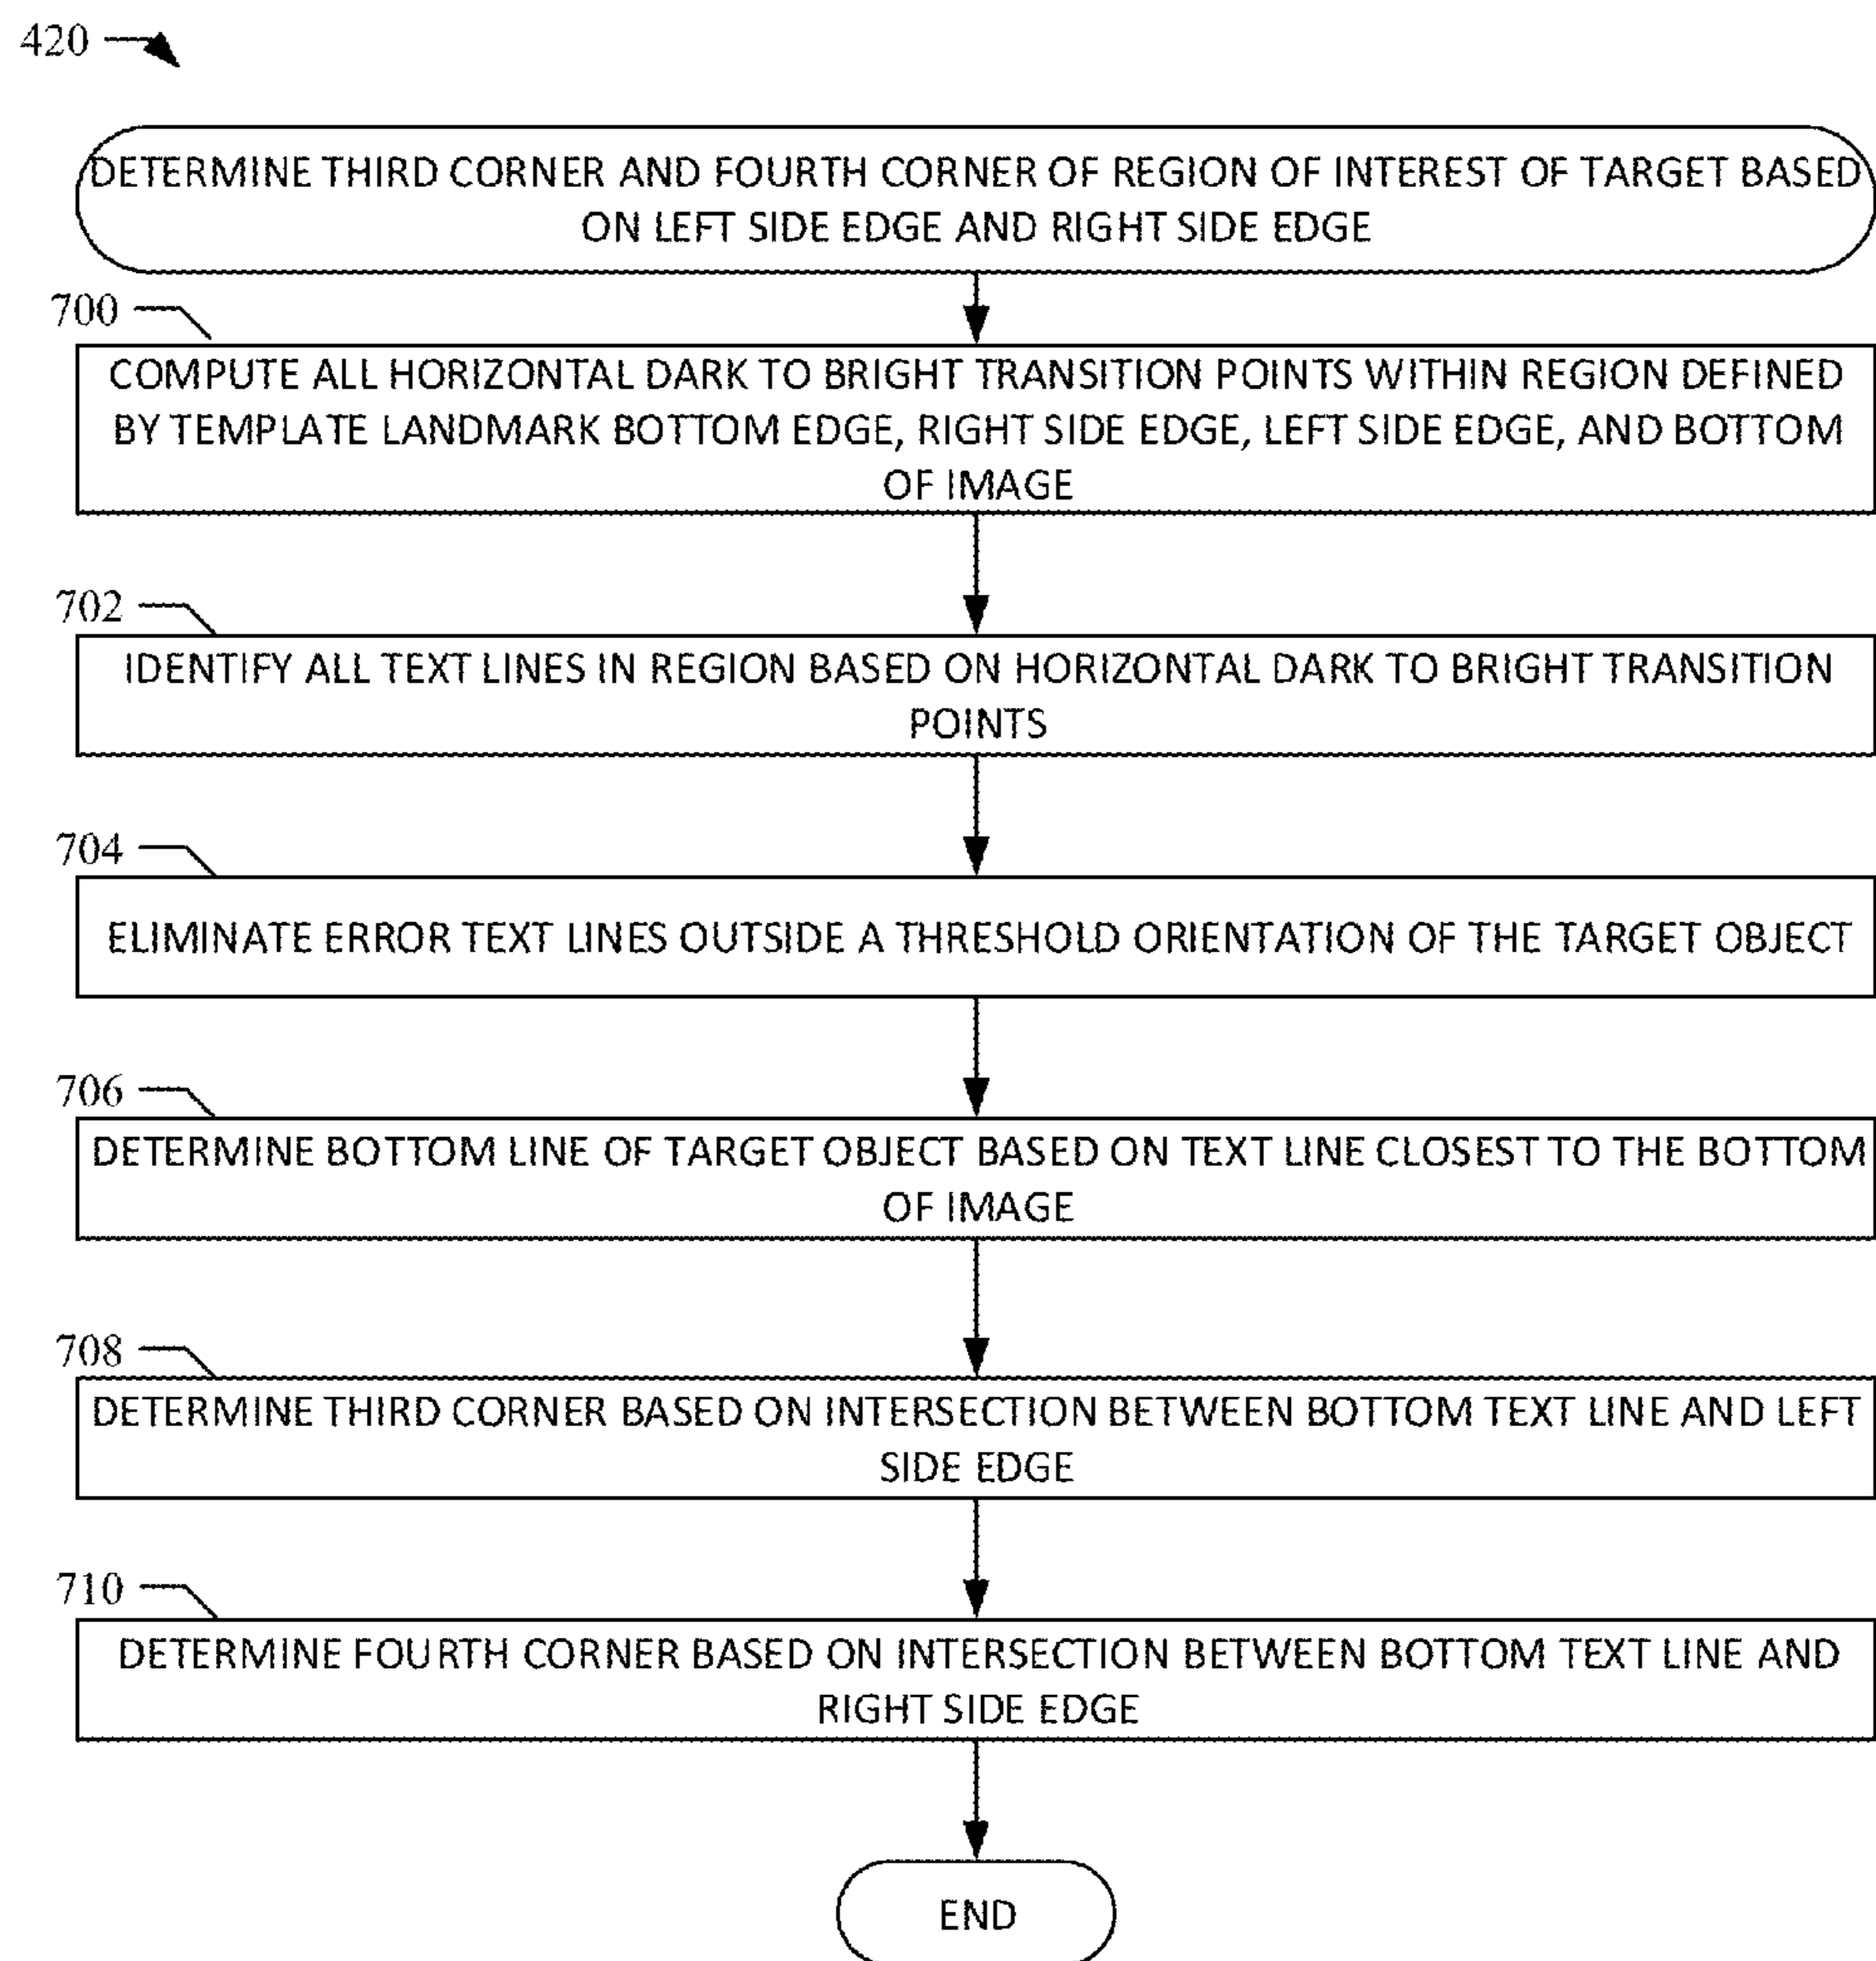 420
DETERMINE THIRD CORNER AND FOURTH CORNER OF REGION OF INTEREST OF TARGET BASED
ON LEFT SIDE EDGE AND RIGHT SIDE EDGE
700
COMPUTE ALL HORIZONTAL DARK TO BRIGHT TRANSITION POINTS WITHIN REGION DEFINED
BY TEMPLATE LANDMARK BOTTOM EDGE, RIGHT SIDE EDGE, LEFT SIDE EDGE, AND BOTTOM
OF IMAGE
702
IDENTIFY ALL TEXT LINES IN REGION BASED ON HORIZONTAL DARK TO BRIGHT TRANSITION
POINTS
704
ELIMINATE ERROR TEXT LINES OUTSIDE A THRESHOLD ORIENTATION OF THE TARGET OBJECT
706
DETERMINE BOTTOM LINE OF TARGET OBJECT BASED ON TEXT LINE CLOSEST TO THE BOTTOM
OF IMAGE
708
DETERMINE THIRD CORNER BASED ON INTERSECTION BETWEEN BOTTOM TEXT LINE AND LEFT
SIDE EDGE
710
DETERMINE FOURTH CORNER BASED ON INTERSECTION BETWEEN BOTTOM TEXT LINE AND
RIGHT SIDE EDGE
END